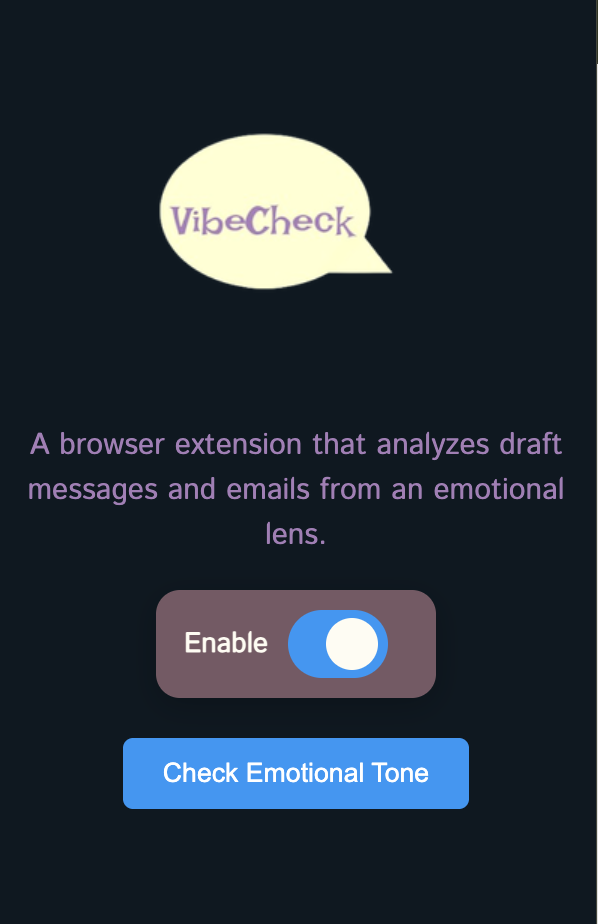 VibeCheck
A browser extension that analyzes draft
messages and emails from an emotional
lens.
Enable
Check Emotional Tone